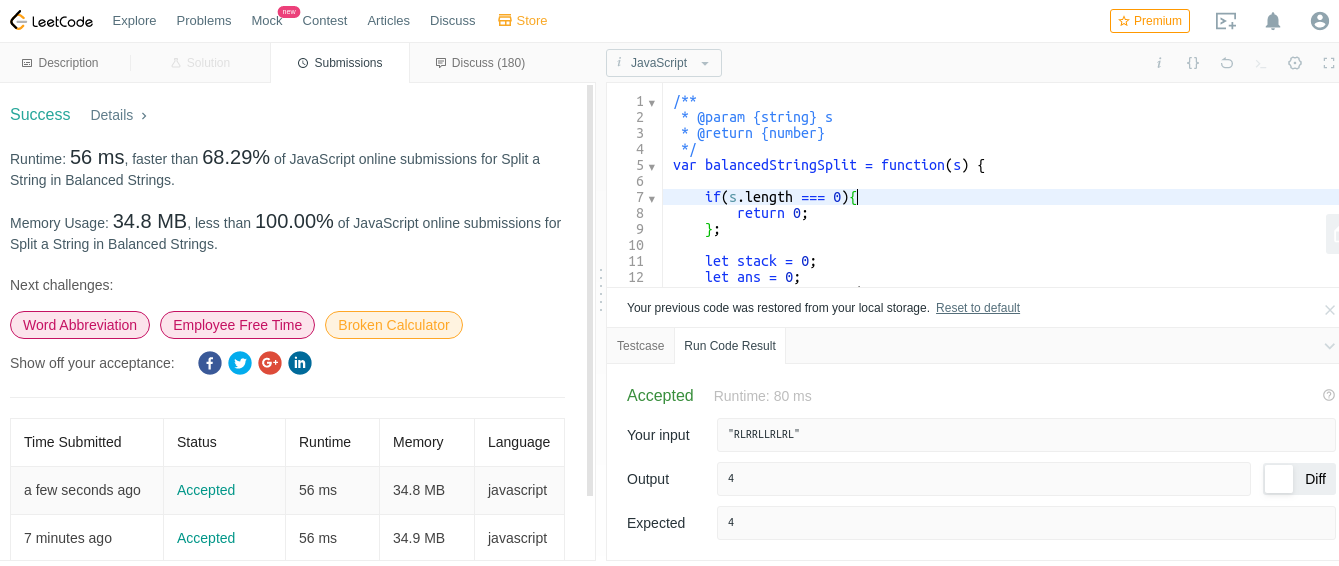 LeetCode Explore Problems Mock new Contest Articles Discuss Store Premium
Description Solution Submissions Discuss (180)
Success Details >
Runtime: 56 ms, faster than 68.29% of JavaScript online submissions for Split a
String in Balanced Strings.
Memory Usage: 34.8 MB, less than 100.00% of JavaScript online submissions for
Split a String in Balanced Strings.
Next challenges:
Word Abbreviation Employee Free Time Broken Calculator
Show off your acceptance: f G+ in
Time Submitted Status Runtime Memory Language
a few seconds ago Accepted 56 ms 34.8 MB javascript
7 minutes ago Accepted 56 ms 34.9 MB javascript
i JavaScript i {}
1 /**
2  * @param {string} s
3  * @return {number}
4  */
5 var balancedStringSplit = function(s) {
6
7     if(s.length === 0){
8         return 0;
9     };
10
11     let stack = 0;
12     let ans = 0;
Your previous code was restored from your local storage. Reset to default
Testcase Run Code Result
Accepted Runtime: 80 ms
Your input "RLRRLLRLRL"
Output 4 Diff
Expected 4